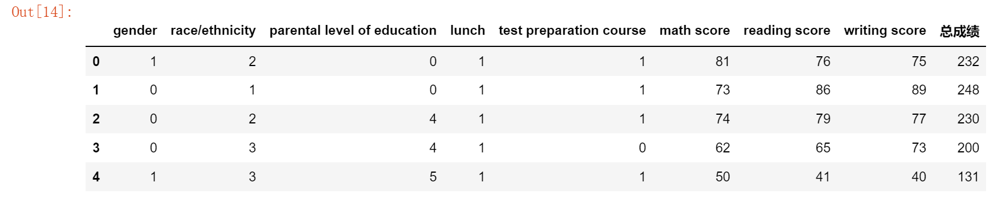 Out[14]:
gender race/ethnicity parental level of education lunch test preparation course math score reading score writing score 总成绩
0 1 2 0 1 1 81 76 75 232
1 0 1 0 1 1 73 86 89 248
2 0 2 4 1 1 74 79 77 230
3 0 3 4 1 0 62 65 73 200
4 1 3 5 1 1 50 41 40 131